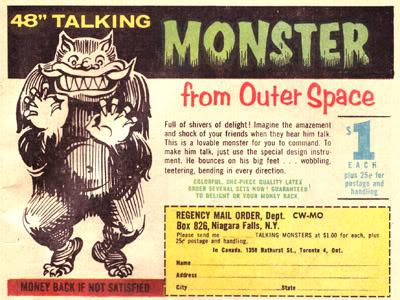 48" TALKING
MONSTER
from Outer Space
Full of shivers of delight! Imagine the amazement
and shock of your friends when they hear him talk.
This is a lovable monster for you to command. To
make him talk, just use the special design instru-
ment. He bounces on his big feet . . . wobbling,
teetering, bending in every direction.
COLORFUL, ONE-PIECE QUALITY LATEX
ORDER SEVERAL SETS NOW! GUARANTEED
TO DELIGHT OR YOUR MONEY BACK
$1
EACH
plus 25¢ for
postage and
handling
REGENCY MAIL ORDER, Dept. CW-MO
Box 826, Niagara Falls, N.Y.
Please send me TALKING MONSTERS at $1.00 for each, plus
25¢ postage and handling.
In Canada. 1358 Bathurst St., Toronto 4, Ont.
Name
Address
City State
MONEY BACK IF NOT SATISFIED